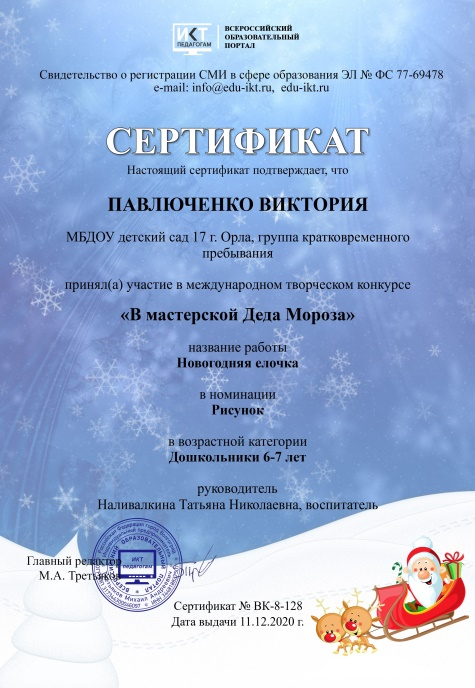 ИКТ
ПЕДАГОГАМ
ВСЕРОССИЙСКИЙ
ОБРАЗОВАТЕЛЬНЫЙ
ПОРТАЛ
Свидетельство о регистрации СМИ в сфере образования ЭЛ № ФС 77-69478
e-mail: info@edu-ikt.ru, edu-ikt.ru
СЕРТИФИКАТ
Настоящий сертификат подтверждает, что
ПАВЛЮЧЕНКО ВИКТОРИЯ
МБДОУ детский сад 17 г. Орла, группа кратковременного
пребывания
принял(а) участие в международном творческом конкурсе
«В мастерской Деда Мороза»
название работы
Новогодняя елочка
в номинации
Рисунок
в возрастной категории
Дошкольники 6-7 лет
руководитель
Наливалкина Татьяна Николаевна, воспитатель
Главный редактор
М.А. Третьяков
ИКТ
ПЕДАГОГАМ
Сертификат № ВК-8-128
Дата выдачи 11.12.2020 г.